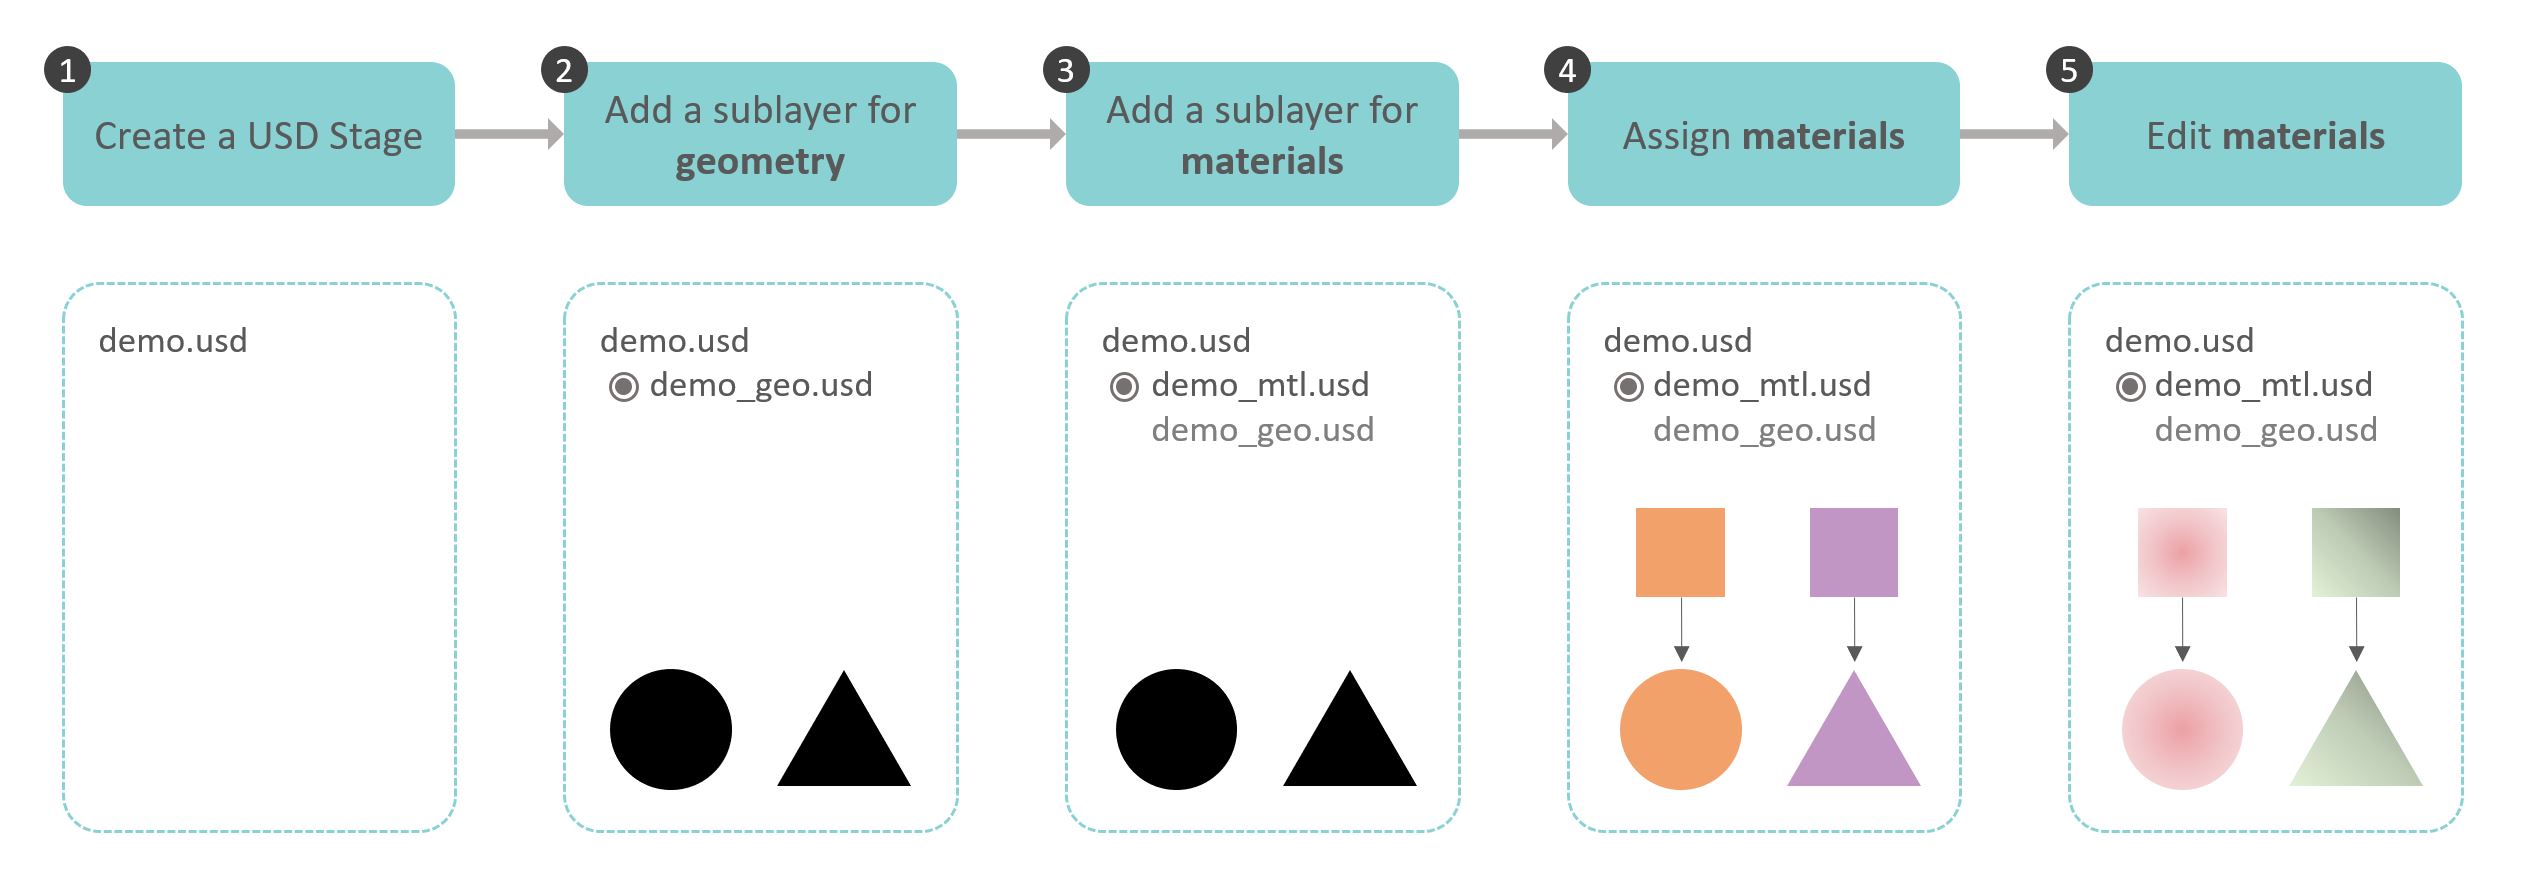 1
Create a USD Stage
2
Add a sublayer for
geometry
3
Add a sublayer for
materials
4
Assign materials
5
Edit materials
demo.usd
demo.usd
demo_geo.usd
demo.usd
demo_mtl.usd
demo_geo.usd
demo.usd
demo_mtl.usd
demo_geo.usd
demo.usd
demo_mtl.usd
demo_geo.usd